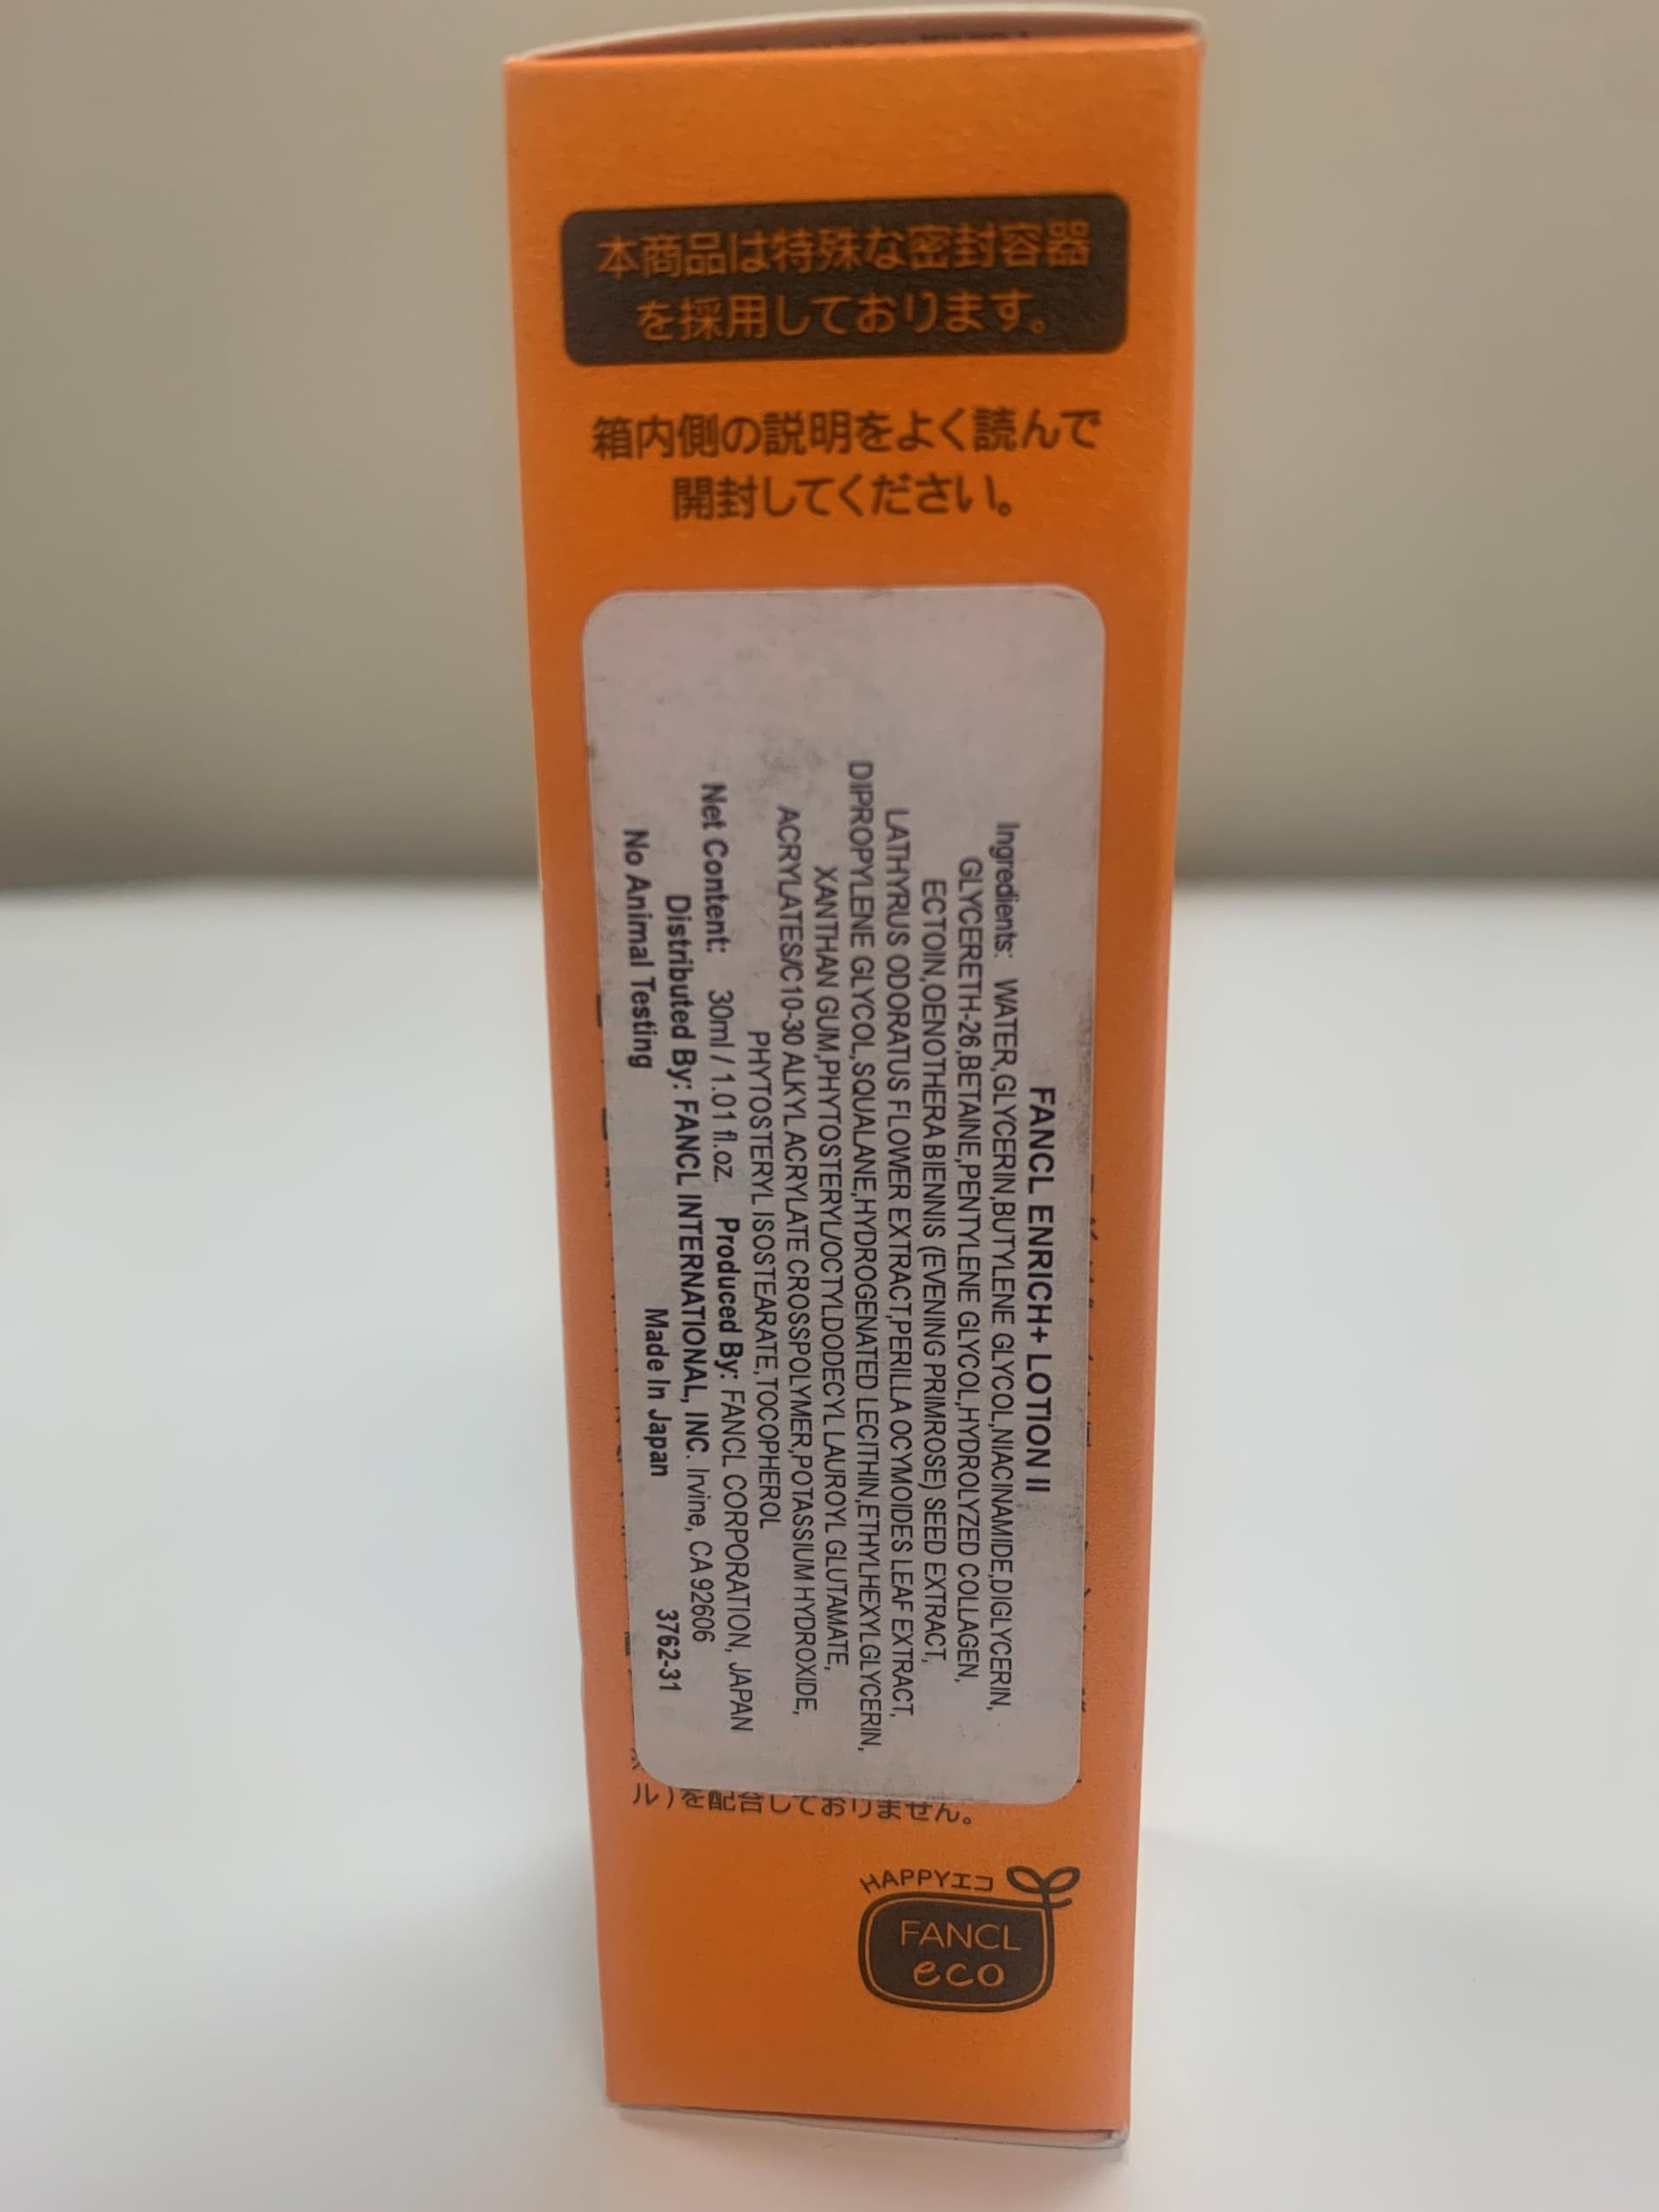 本商品は特殊な密封容器
を採用しております。
箱内側の説明をよく読んで
開封してください。
FANCL ENRICH+ LOTION II
Ingredients: WATER,GLYCERIN,BUTYLENE GLYCOL,NIACINAMIDE,DIGLYCERIN,
GLYCERETH-26,BETAINE,PENTYLENE GLYCOL,HYDROLYZED COLLAGEN,
ECTOIN,OENOTHERA BIENNIS (EVENING PRIMROSE) SEED EXTRACT,
LATHYRUS ODORATUS FLOWER EXTRACT,PERILLA OCYMOIDES LEAF EXTRACT,
DIPROPYLENE GLYCOL,SQUALANE,HYDROGENATED LECITHIN,ETHYLHEXYLGLYCERIN,
XANTHAN GUM,PHYTOSTERYL/OCTYLDODECYL LAUROYL GLUTAMATE,
ACRYLATES/C10-30 ALKYL ACRYLATE CROSSPOLYMER,POTASSIUM HYDROXIDE,
PHYTOSTERYL ISOSTEARATE,TOCOPHEROL
Net Content: 30ml / 1.01 fl.oz. Produced By: FANCL CORPORATION, JAPAN
Distributed By: FANCL INTERNATIONAL, INC. Irvine, CA 92606
No Animal Testing Made In Japan 3762-31
ル)を配合しておりません。
HAPPYエコ
FANCL
eco